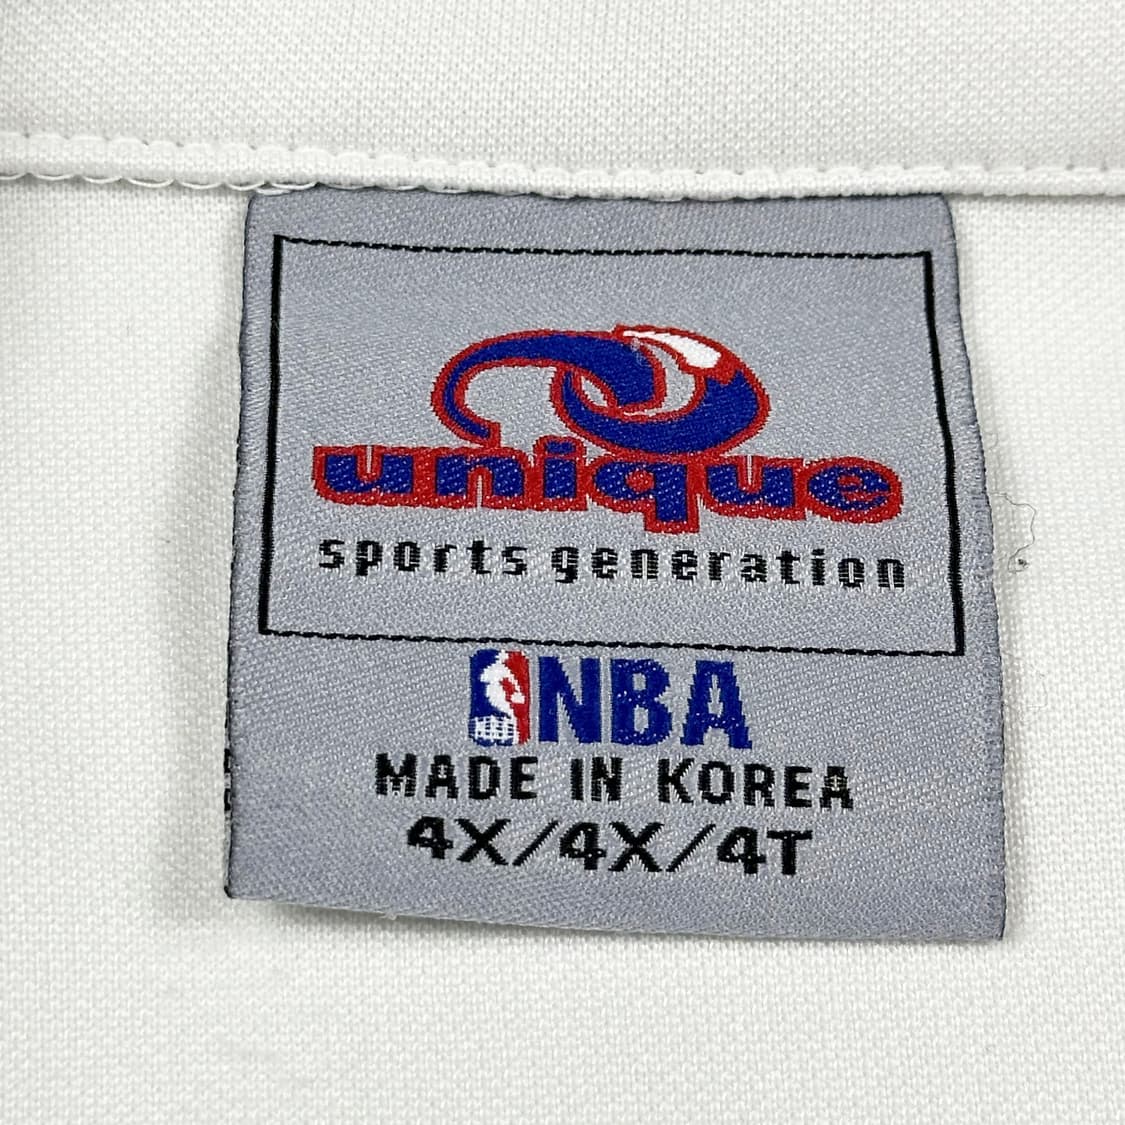 unique
sports generation
NBA
MADE IN KOREA
4X/4X/4T